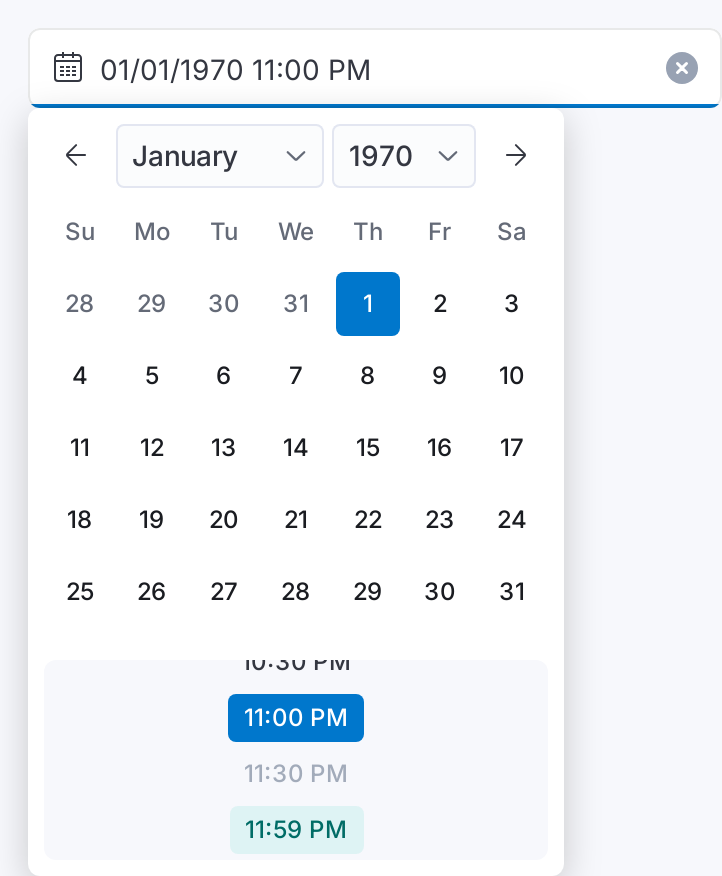 01/01/1970 11:00 PM
January 1970
Su Mo Tu We Th Fr Sa
28 29 30 31 1 2 3
4 5 6 7 8 9 10
11 12 13 14 15 16 17
18 19 20 21 22 23 24
25 26 27 28 29 30 31
10:30 PM
11:00 PM
11:30 PM
11:59 PM